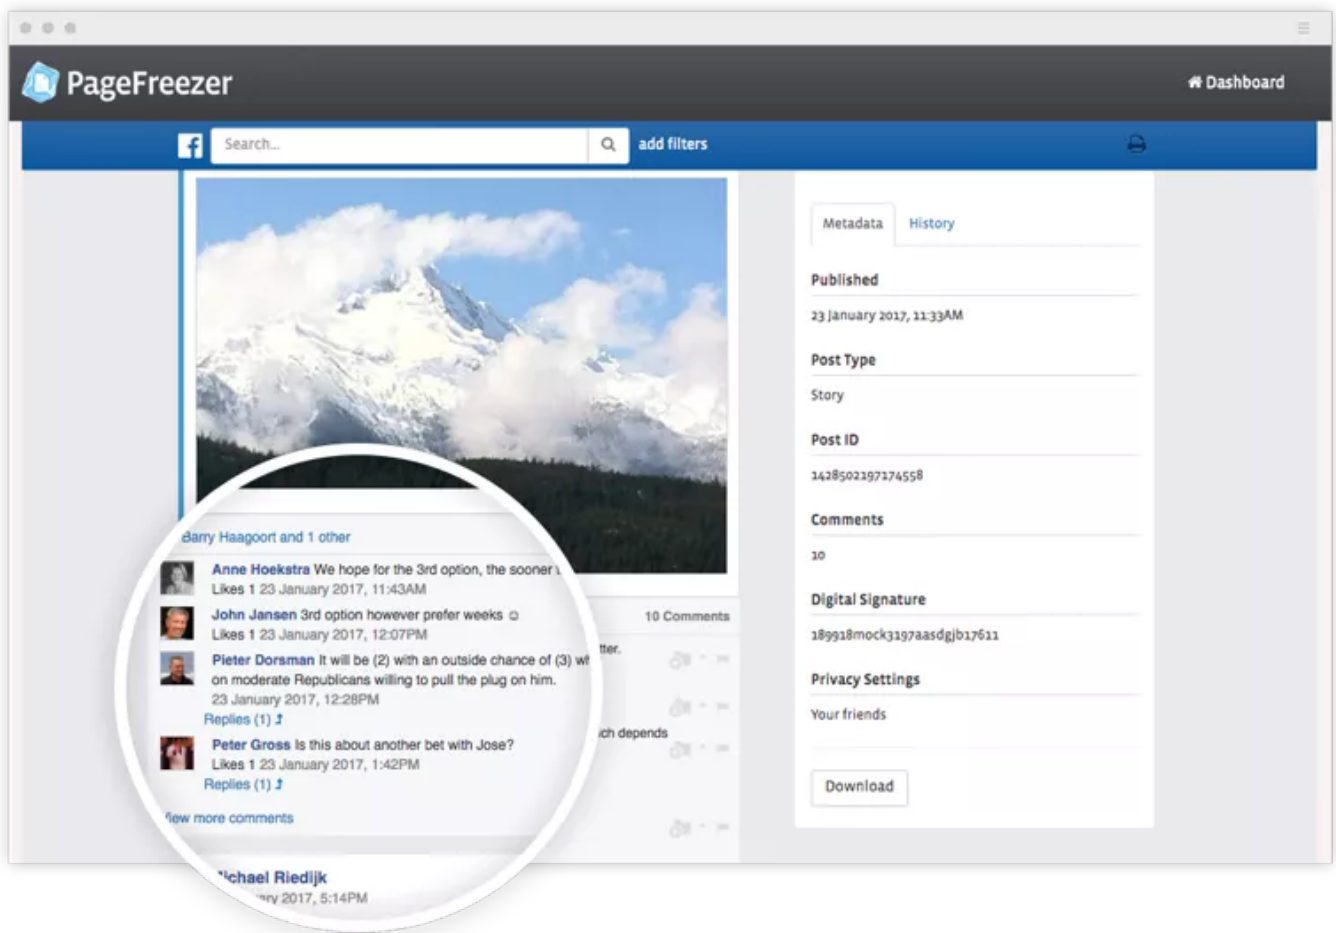 PageFreezer
Dashboard
f
Search...
add filters
Barry Haagoort and 1 other
Anne Hoekstra We hope for the 3rd option, the sooner
Likes 1 23 January 2017, 11:43AM
John Jansen 3rd option however prefer weeks ☺
Likes 1 23 January 2017, 12:07PM
Pieter Dorsman It will be (2) with an outside chance of (3)
on moderate Republicans willing to pull the plug on him.
23 January 2017, 12:28PM
Replies (1)
Peter Gross Is this about another bet with Jose?
Likes 1 23 January 2017, 1:42PM
Replies (1)
View more comments
Michael Riedijk
2017, 5:14PM
10 Comments
depends
Metadata History
Published
23 January 2017, 11:33AM
Post Type
Story
Post ID
1428502197174558
Comments
10
Digital Signature
189918mock3197aasdgjb17611
Privacy Settings
Your friends
Download